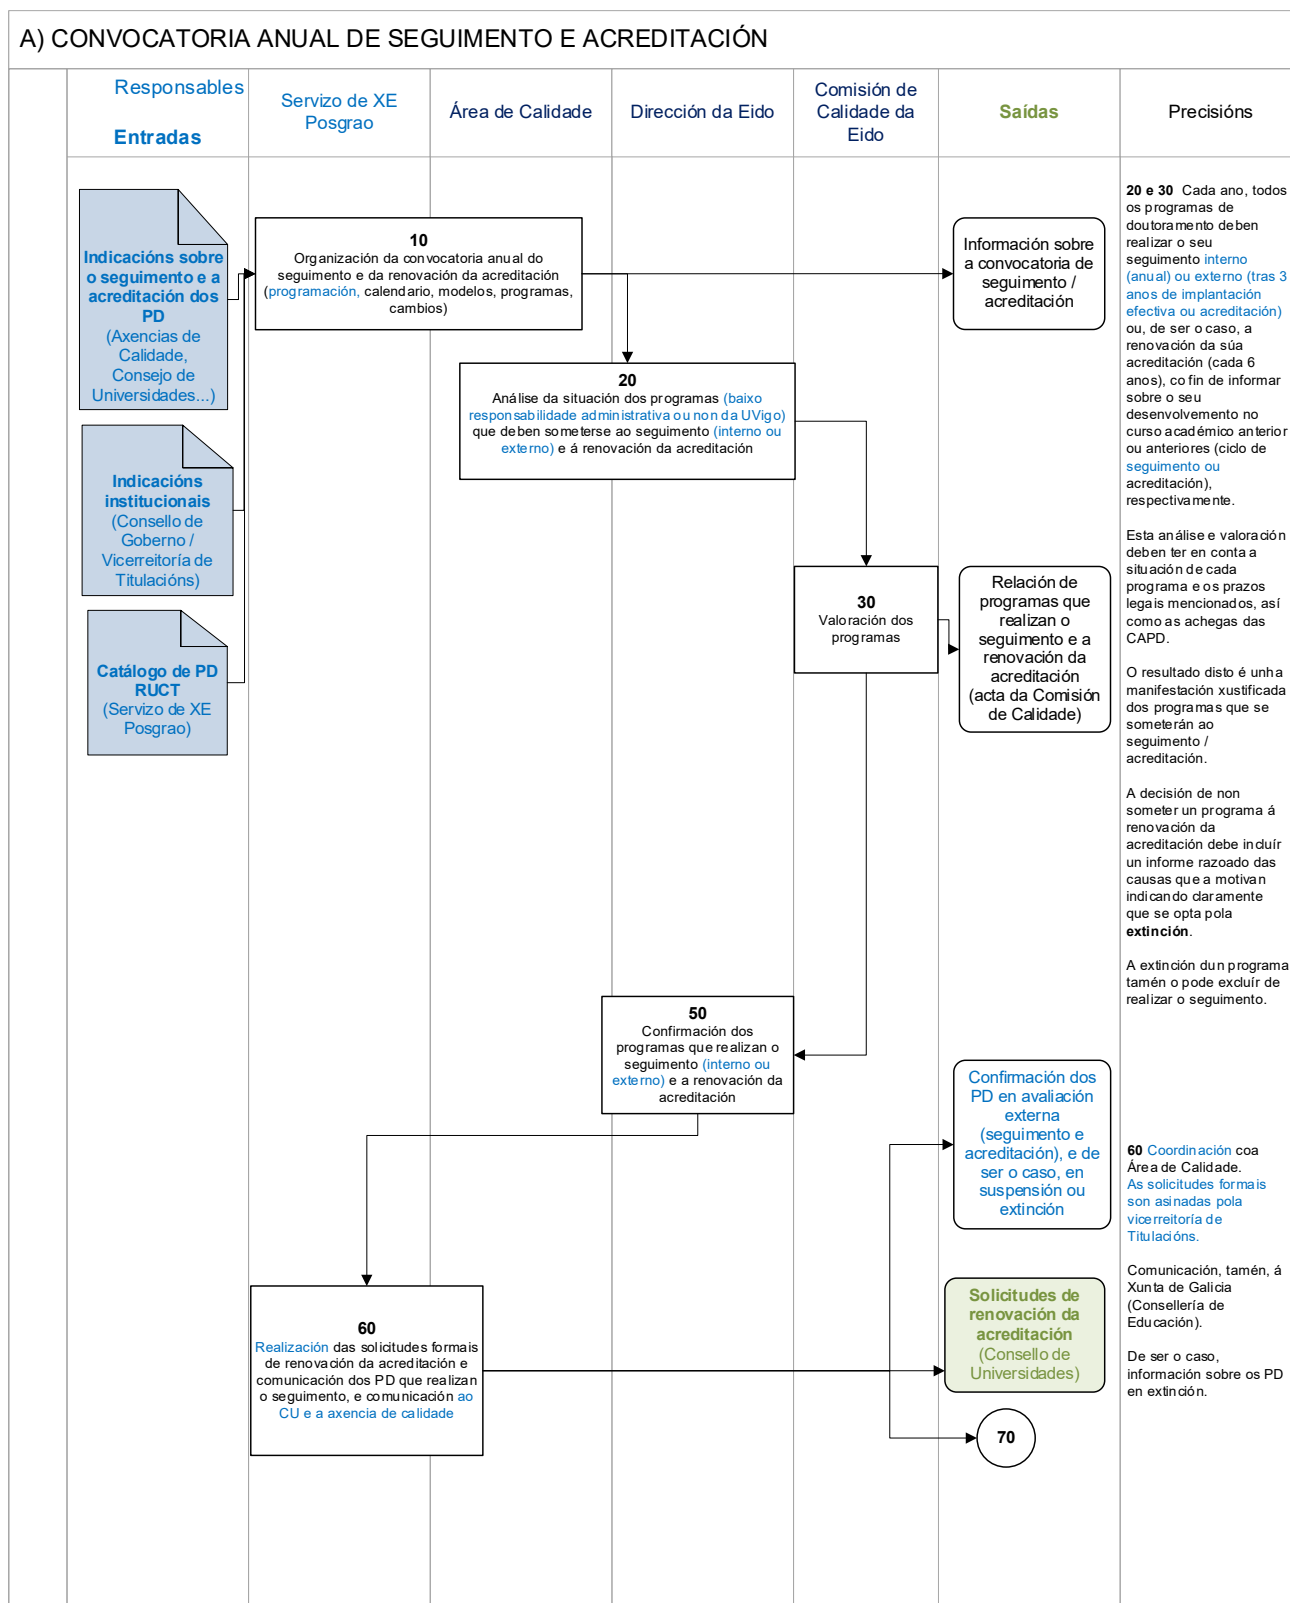 A) CONVOCATORIA ANUAL DE SEGUIMENTO E ACREDITACIÓN
Responsables
Entradas
Servizo de XE
Posgrao
Área de Calidade
Dirección da Eido
Comisión de
Calidade da
Eido
Saídas
Precisións
Indicacións sobre
o seguimento e a
acreditación dos
PD
(Axencias de
Calidade,
Consejo de
Universidades...)
Indicacións
institucionais
(Consello de
Goberno /
Vicerreitoría de
Titulacións)
Catálogo de PD
RUCT
(Servizo de XE
Posgrao)
10
Organización da convocatoria anual do
seguimento e da renovación da acreditación
(programación, calendario, modelos, programas,
cambios)
20
Análise da situación dos programas (baixo
responsabilidade administrativa ou non da UVigo)
que deben someterse ao seguimento (interno ou
externo) e á renovación da acreditación
30
Valoración dos
programas
50
Confirmación dos
programas que realizan o
seguimento (interno ou
externo) e a renovación da
acreditación
60
Realización das solicitudes formais
de renovación da acreditación e
comunicación dos PD que realizan
o seguimento, e comunicación ao
CU e a axencia de calidade
Información sobre
a convocatoria de
seguimento /
acreditación
Relación de
programas que
realizan o
seguimento e a
renovación da
acreditación
(acta da Comisión
de Calidade)
Confirmación dos
PD en avaliación
externa
(seguimento e
acreditación), e de
ser o caso, en
suspensión ou
extinción
Solicitudes de
renovación da
acreditación
(Consello de
Universidades)
70
20 e 30 Cada ano, todos
os programas de
doutoramento deben
realizar o seu
seguimento interno
(anual) ou externo (tras 3
anos de implantación
efectiva ou acreditación)
ou, de ser o caso, a
renovación da súa
acreditación (cada 6
anos), co fin de informar
sobre o seu
desenvolvemento no
curso académico anterior
ou anteriores (ciclo de
seguimento ou
acreditación),
respectivamente.
Esta análise e valoración
deben ter en conta a
situación de cada
programa e os prazos
legais mencionados, así
como as achegas das
CAPD.
O resultado disto é unha
manifestación xustificada
dos programas que se
someterán ao
seguimento /
acreditación.
A decisión de non
someter un programa á
renovación da
acreditación debe incluír
un informe razoado das
causas que a motivan
indicando claramente
que se opta pola
extinción.
A extinción dun programa
tamén o pode excluír de
realizar o seguimento.
60 Coordinación coa
Área de Calidade.
As solicitudes formais
son asinadas pola
vicerreitoría de
Titulacións.
Comunicación, tamén, á
Xunta de Galicia
(Consellería de
Educación).
De ser o caso,
información sobre os PD
en extinción.